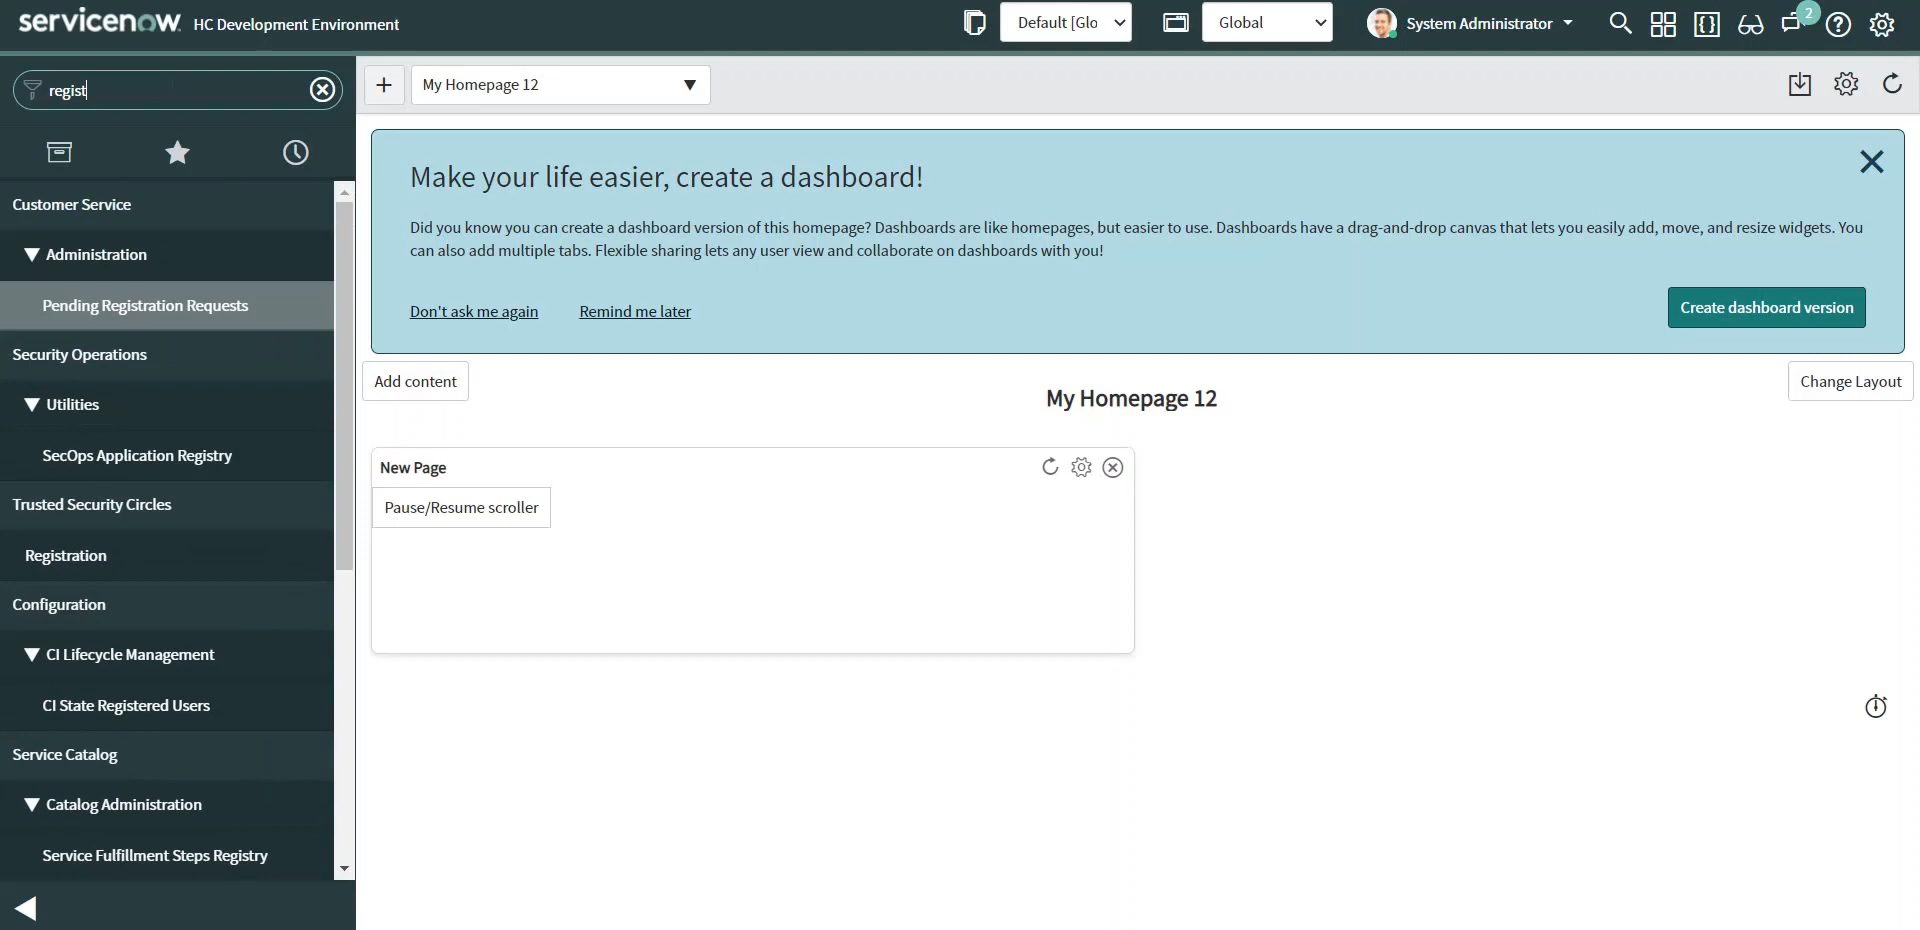 servicenow HC Development Environment
Default [Glo
Global
System Administrator
2
regist
My Homepage 12
Customer Service
Administration
Pending Registration Requests
Security Operations
Utilities
SecOps Application Registry
Trusted Security Circles
Registration
Configuration
CI Lifecycle Management
CI State Registered Users
Service Catalog
Catalog Administration
Service Fulfillment Steps Registry
Make your life easier, create a dashboard!
Did you know you can create a dashboard version of this homepage? Dashboards are like homepages, but easier to use. Dashboards have a drag-and-drop canvas that lets you easily add, move, and resize widgets. You
can also add multiple tabs. Flexible sharing lets any user view and collaborate on dashboards with you!
Don't ask me again
Remind me later
Create dashboard version
Add content
Change Layout
My Homepage 12
New Page
Pause/Resume scroller